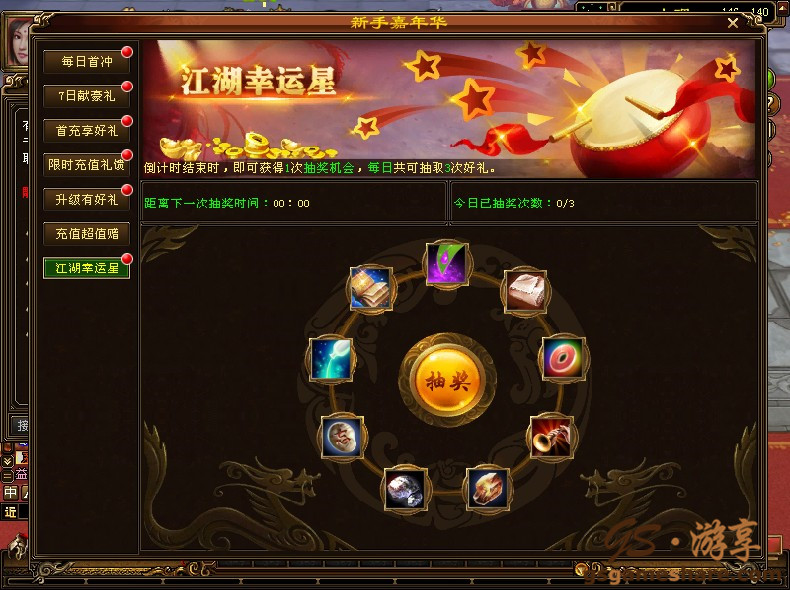 新手嘉年华
每日首冲
7日献豪礼
首充享好礼
限时充值礼馈
升级有好礼
充值超值赠
江湖幸运星
江湖幸运星
倒计时结束时，即可获得1次抽奖机会，每日共可抽取3次好礼。
距离下一次抽奖时间：00：00
今日已抽奖次数：0/3
抽奖
接
益
甲
近
GS·游享